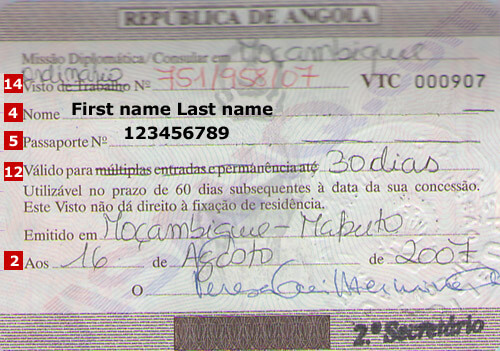 REPÚBLICA DE ANGOLA
Missão Diplomática/Consular em Moçambique
ordinário
14 Visto de Trabalho Nº 751/958/07 VTC 000907
4 Nome First name Last name
5 Passaporte Nº 123456789
12 Válido para múltiplas entradas e permanência até 30 dias
Utilizável no prazo de 60 dias subsequentes à data da sua concessão.
Este Visto não dá direito à fixação de residência.
Emitido em Moçambique - Maputo
2 Aos 16 de Agosto de 2007
O
2.º Secretário